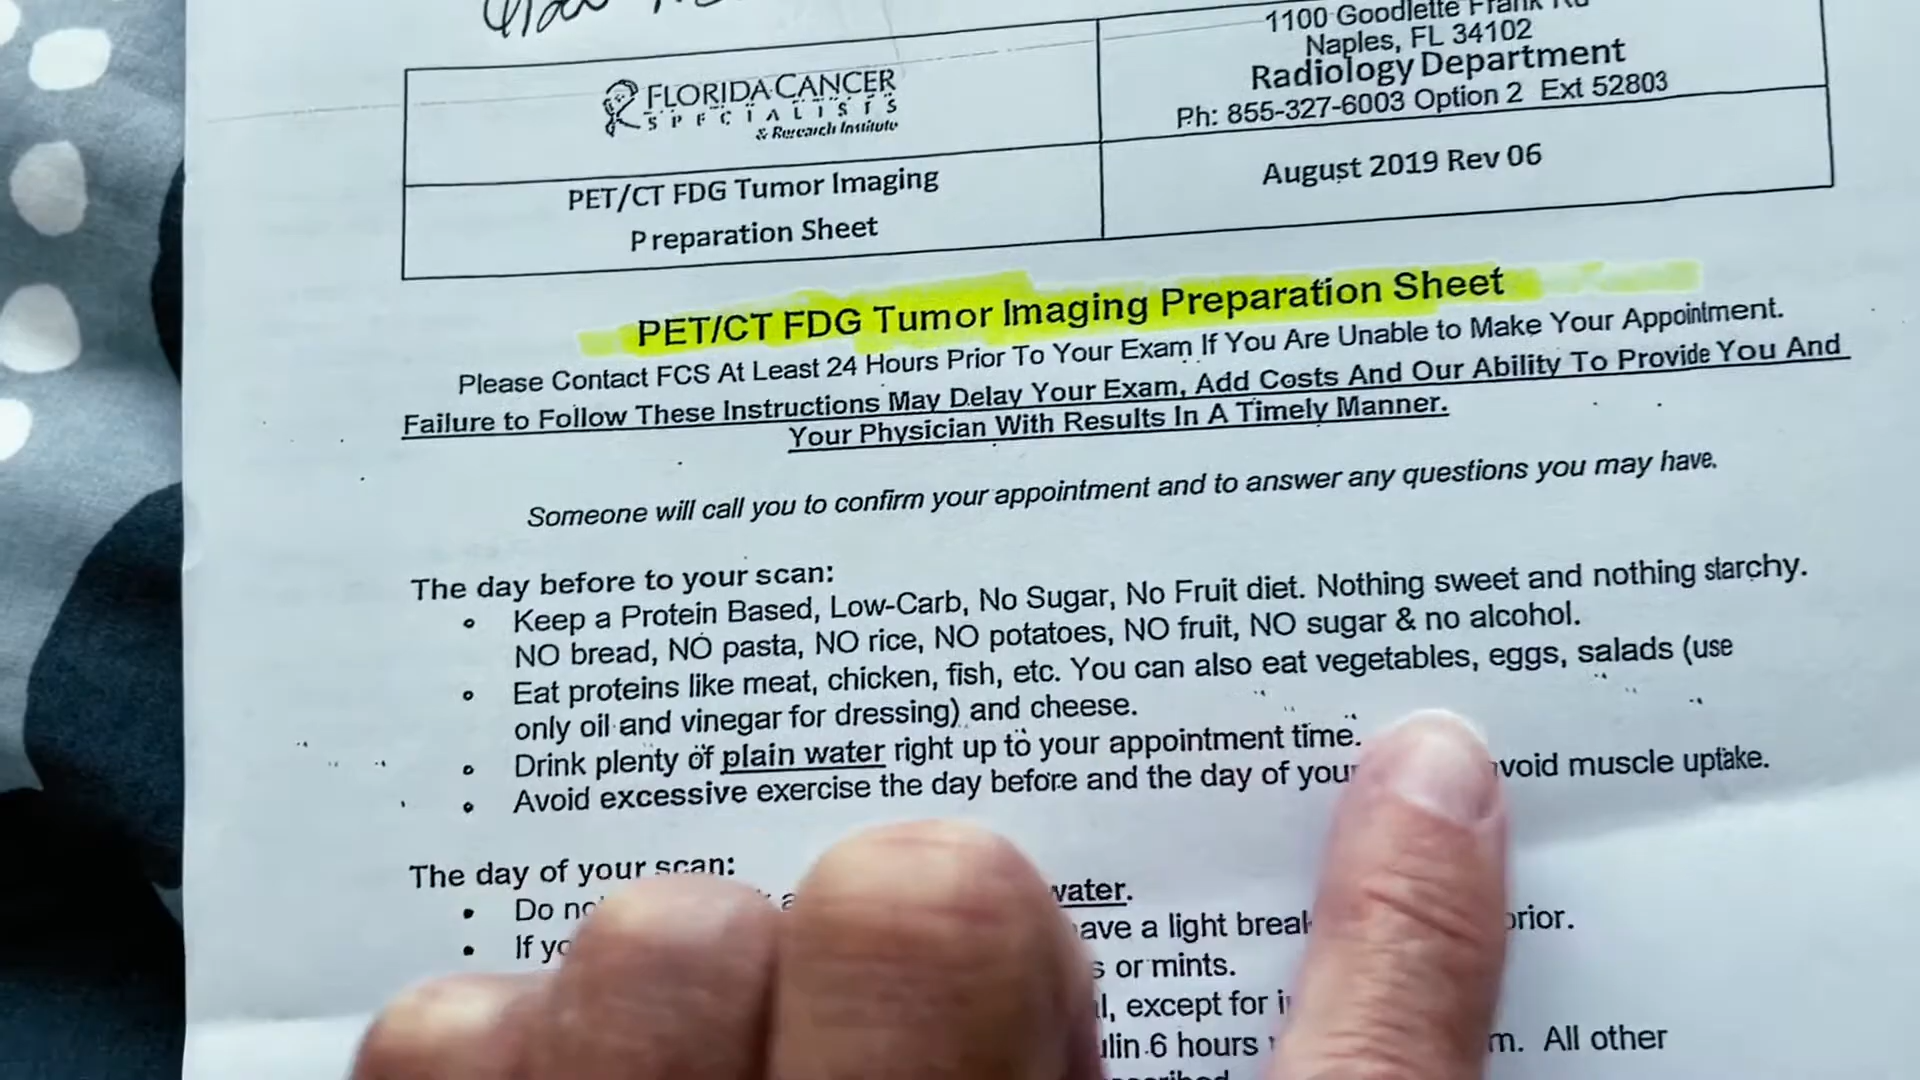 1100 Goodlette Frank Rd
Naples, FL 34102
Radiology Department
Ph: 855-327-6003 Option 2 Ext 52803
FLORIDA CANCER
SPECIALISTS
& Research Institute
PET/CT FDG Tumor Imaging
Preparation Sheet
August 2019 Rev 06
PET/CT FDG Tumor Imaging Preparation Sheet
Please Contact FCS At Least 24 Hours Prior To Your Exam If You Are Unable to Make Your Appointment.
Failure to Follow These Instructions May Delay Your Exam, Add Costs And Our Ability To Provide You And
Your Physician With Results In A Timely Manner.
Someone will call you to confirm your appointment and to answer any questions you may have.
The day before to your scan:
Keep a Protein Based, Low-Carb, No Sugar, No Fruit diet. Nothing sweet and nothing starchy.
NO bread, NO pasta, NO rice, NO potatoes, NO fruit, NO sugar & no alcohol.
Eat proteins like meat, chicken, fish, etc. You can also eat vegetables, eggs, salads (use
only oil and vinegar for dressing) and cheese.
Drink plenty of plain water right up to your appointment time.
Avoid excessive exercise the day before and the day of muscle uptake.
The day of your scan:
Do water.
have a light prior.
or mints.
except for
6 hours All other